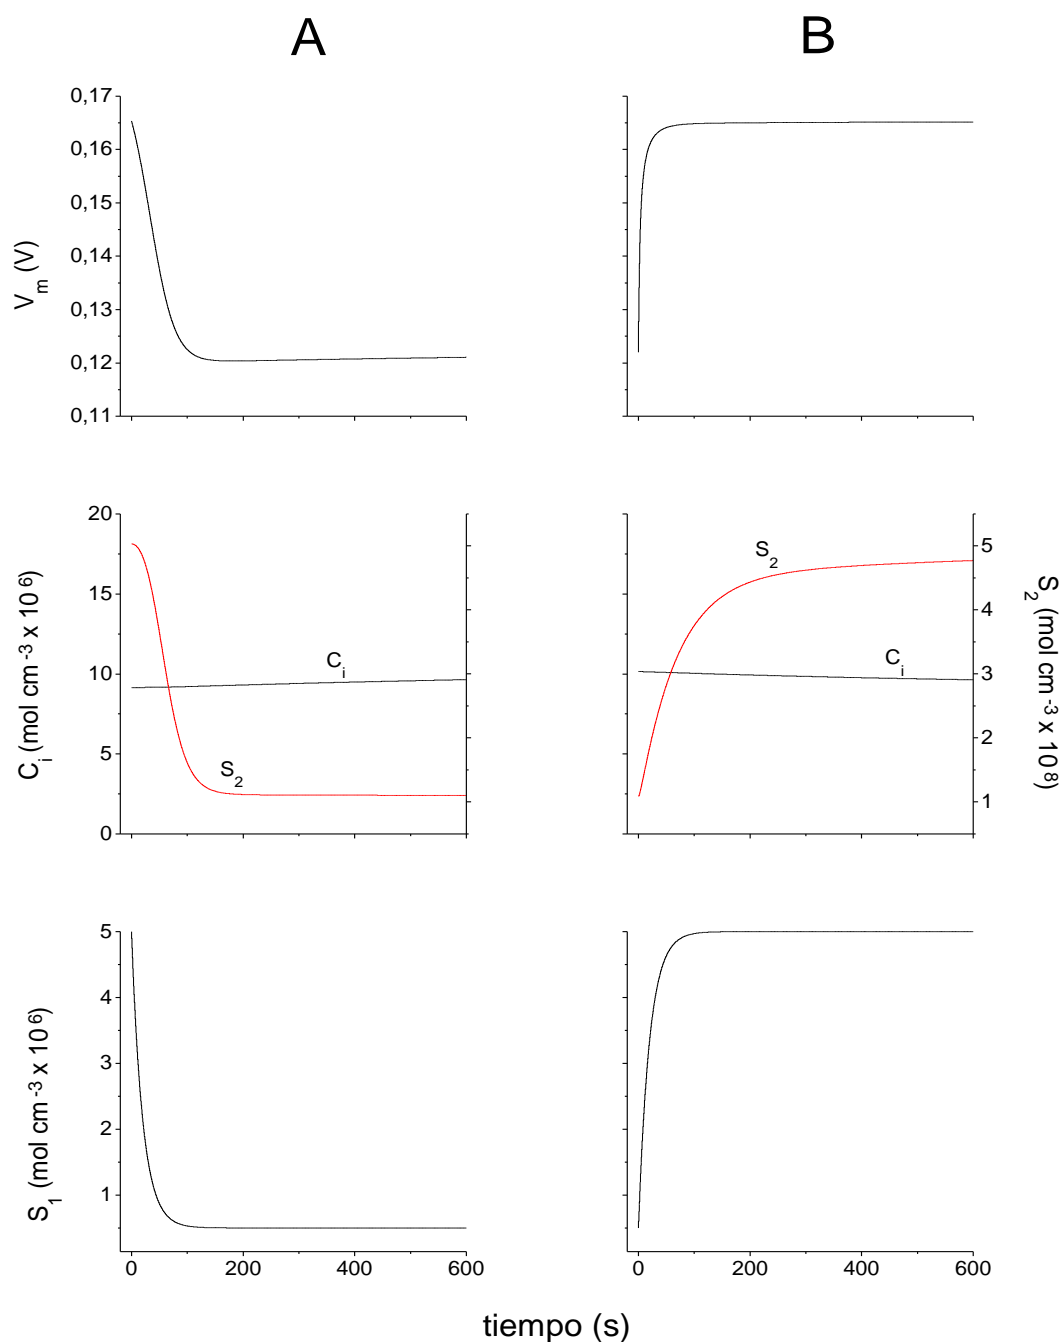 A
B
0,17
0,16
0,15
0,14
0,13
0,12
0,11
V_m (V)
20
15
10
5
0
C_i (mol cm^-3 x 10^6)
C_i
S_2
S_2
C_i
5
4
3
2
1
S_2 (mol cm^-3 x 10^8)
5
4
3
2
1
S_1 (mol cm^-3 x 10^6)
0 200 400 600
0 200 400 600
tiempo (s)